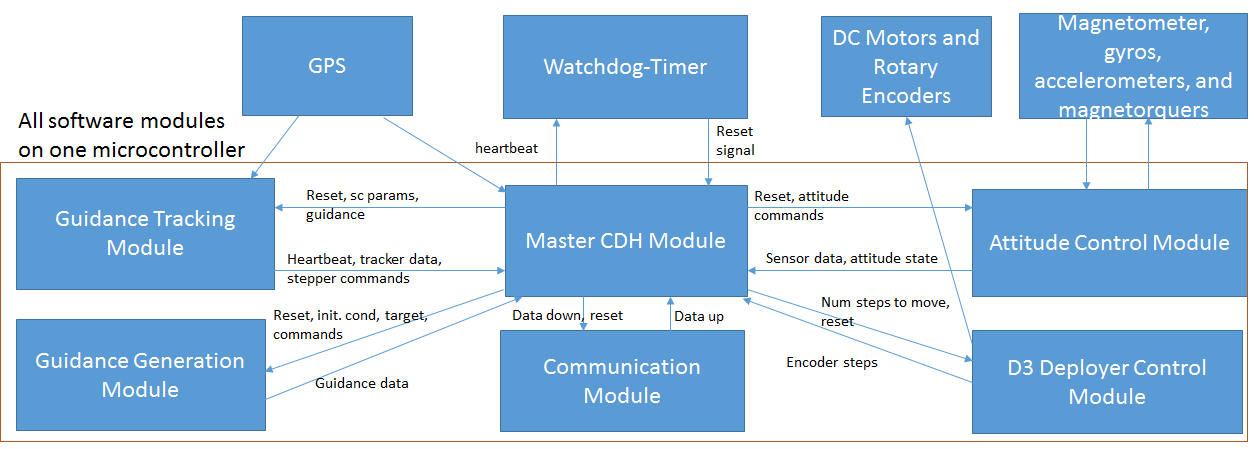 GPS
Watchdog-Timer
DC Motors and
Rotary
Encoders
Magnetometer,
gyros,
accelerometers, and
magnetorquers
All software modules
on one microcontroller
heartbeat
Reset
signal
Guidance Tracking
Module
Reset, sc params,
guidance
Master CDH Module
Reset, attitude
commands
Attitude Control Module
Heartbeat, tracker data,
stepper commands
Sensor data, attitude state
Reset, init. cond, target,
commands
Data down, reset
Data up
Num steps to move,
reset
Guidance Generation
Module
Guidance data
Communication
Module
Encoder steps
D3 Deployer Control
Module